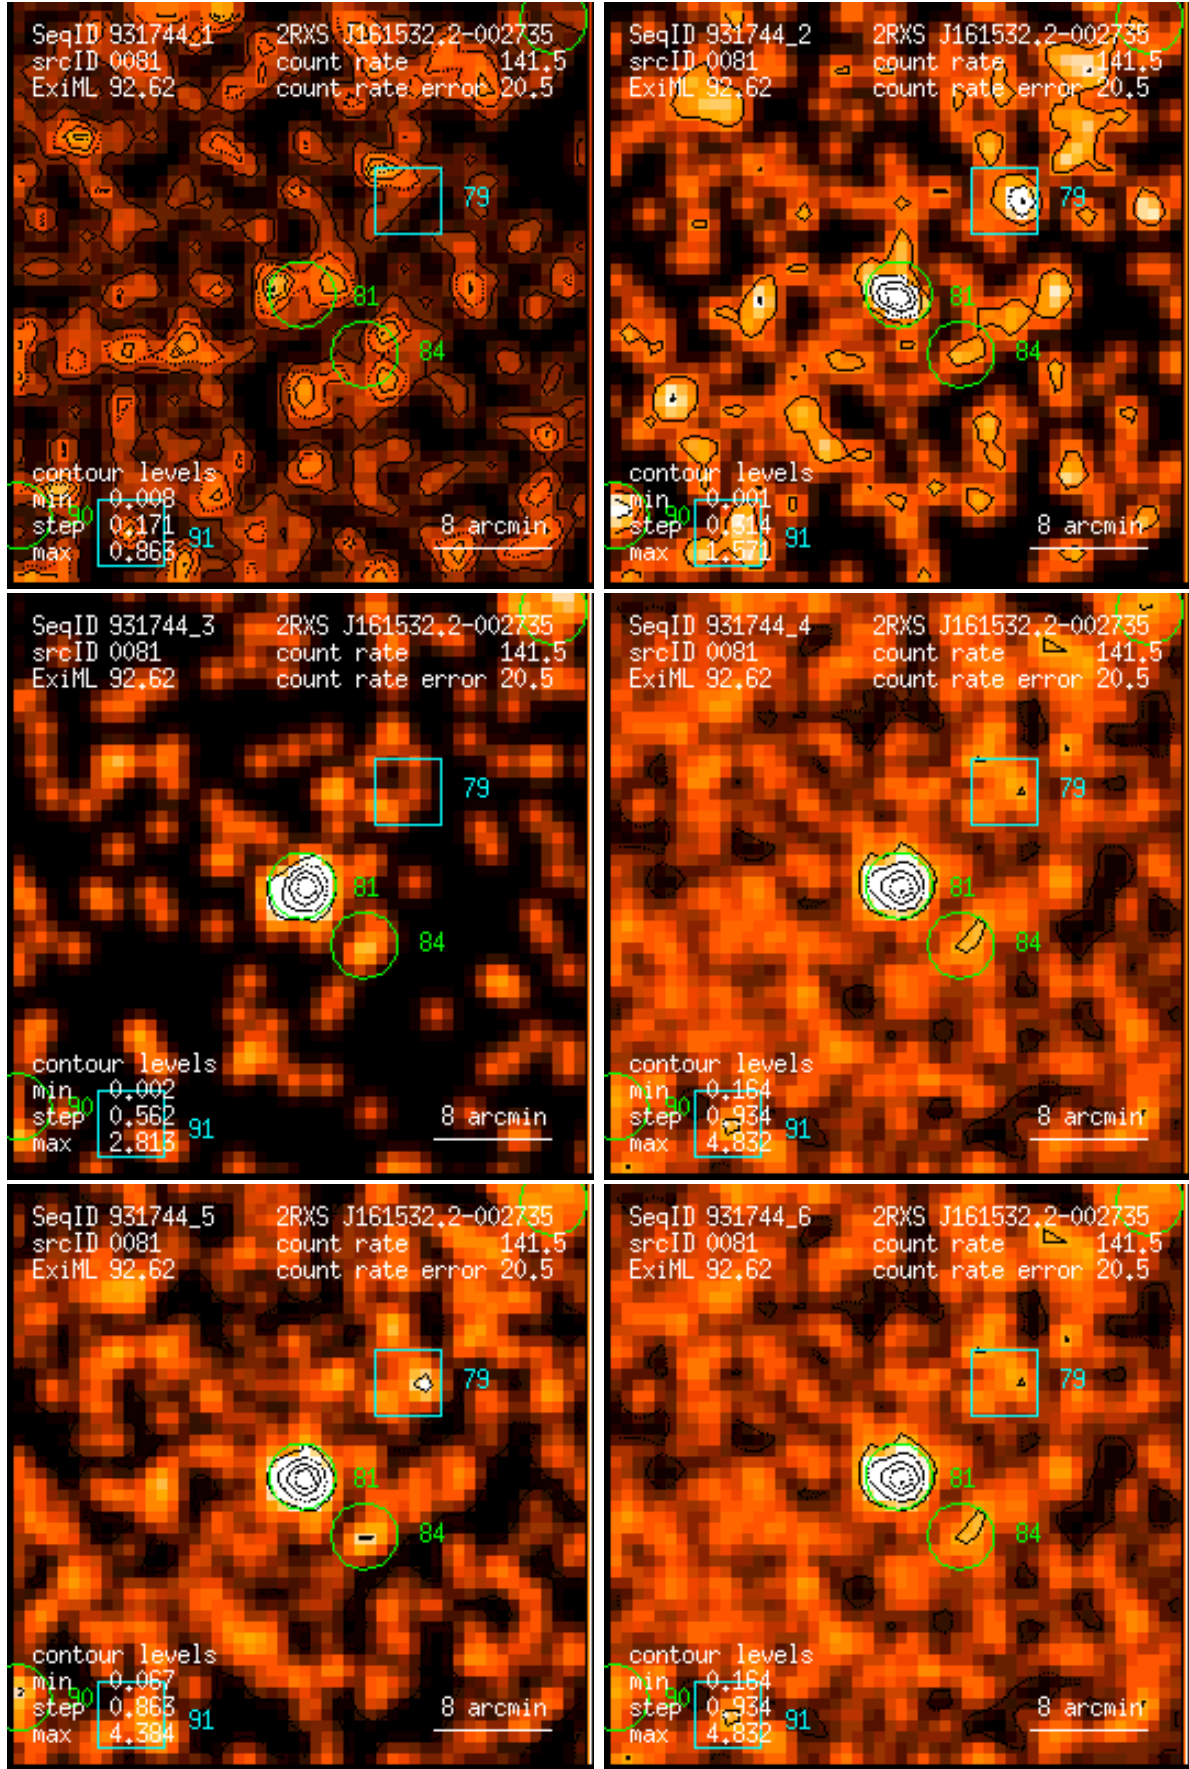 SeqID 931744_1 2RXS J161532.2-002735
srcID 0081 count rate 141.5
ExiML 92.62 count rate error 20.5
79
81
84
contour levels
min 0.008
90
step 0.171 8 arcmin
91
max 0.863
SeqID 931744_2 2RXS J161532.2-002735
srcID 0081 count rate 141.5
ExiML 92.62 count rate error 20.5
79
81
84
contour levels
min 0.001
90
step 0.314 8 arcmin
91
max 1.571
SeqID 931744_3 2RXS J161532.2-002735
srcID 0081 count rate 141.5
ExiML 92.62 count rate error 20.5
79
81
84
contour levels
min 0.002
90
step 0.562 8 arcmin
91
max 2.813
SeqID 931744_4 2RXS J161532.2-002735
srcID 0081 count rate 141.5
ExiML 92.62 count rate error 20.5
79
81
84
contour levels
min 0.164
90
step 0.934 8 arcmin
91
max 4.832
SeqID 931744_5 2RXS J161532.2-002735
srcID 0081 count rate 141.5
ExiML 92.62 count rate error 20.5
79
81
84
contour levels
min 0.067
90
step 0.863 8 arcmin
91
max 4.384
SeqID 931744_6 2RXS J161532.2-002735
srcID 0081 count rate 141.5
ExiML 92.62 count rate error 20.5
79
81
84
contour levels
min 0.164
90
step 0.934 8 arcmin
91
max 4.832